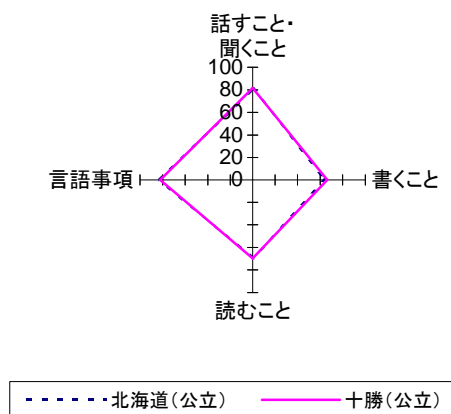 話すこと・
聞くこと
100
80
60
40
20
0
言語事項
書くこと
読むこと
北海道(公立)
十勝(公立)